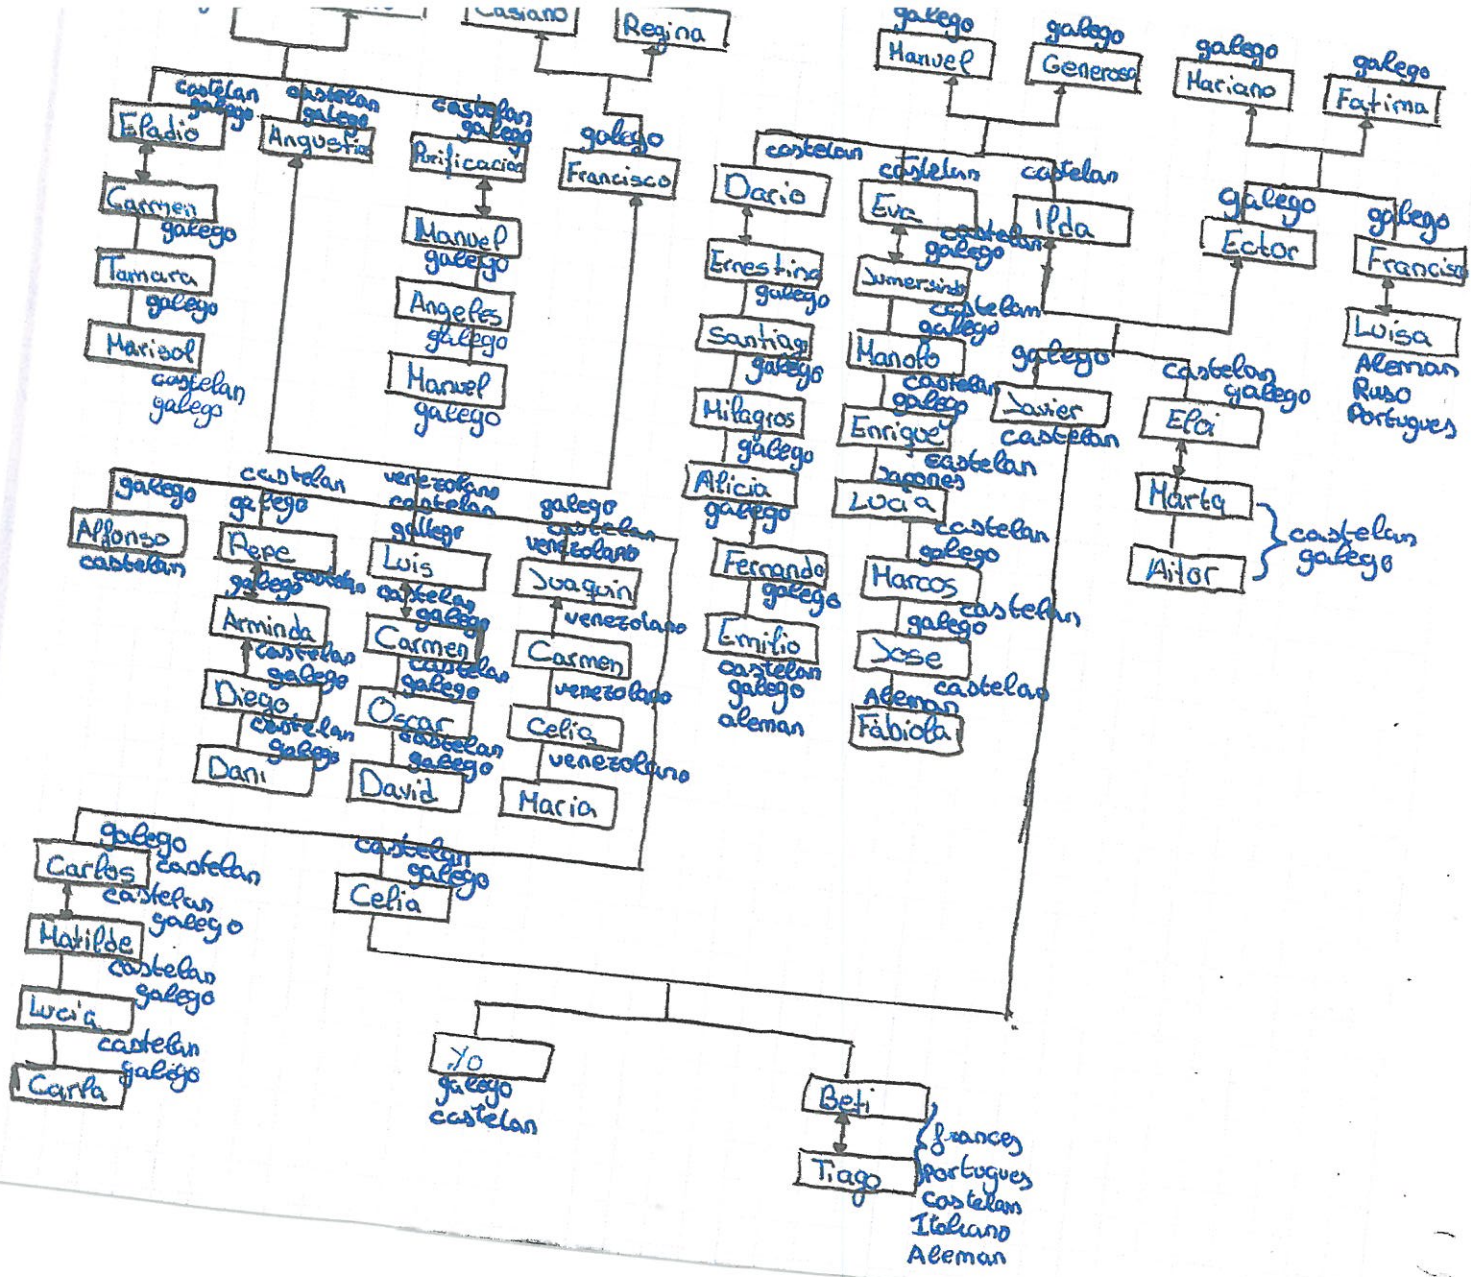 Casiano
Regina
galego
Manuel
galego
Generosa
galego
Mariano
galego
Fatima
castelan
galego
Eladio
castelan
galego
Angustia
castelan
galego
Purificación
galego
Francisco
castelan
Dario
castelan
Eva
castelan
Ilda
galego
Ector
galego
Francisco
Carmen
galego
Tamara
galego
Marisol
castelan
galego
Manuel
galego
Angeles
galego
Manuel
galego
Ernestina
galego
Santiago
galego
Milagros
galego
Alicia
galego
Fernando
galego
Emilio
castelan
galego
aleman
castelan
galego
Jumersindo
castelan
galego
Manolo
castelan
galego
Enrique
castelan
Japones
Lucia
castelan
galego
Marcos
castelan
galego
Jose
castelan
Aleman
Fabiola
Luisa
Aleman
Ruso
Portugues
galego
Javier
castelan
castelan
galego
Eloi
Marta
Aitor
castelan
galego
galego
Alfonso
castelan
castelan
galego
Pepe
venezolano
castelan
gallego
Luis
galego
castelan
venezolano
Joaquin
castelan
galego
Arminda
castelan
galego
Diego
castelan
galego
Dani
castelan
galego
Carmen
castelan
galego
Oscar
castelan
galego
David
venezolano
Carmen
venezolano
Celia
venezolano
Maria
galego
Carlos castelan
castelan
galego
Matilde
castelan
galego
Lucia
castelan
galego
Carla
castelan
galego
Celia
Yo
galego
castelan
Beti
Tiago
frances
portugues
castelan
Italiano
Aleman